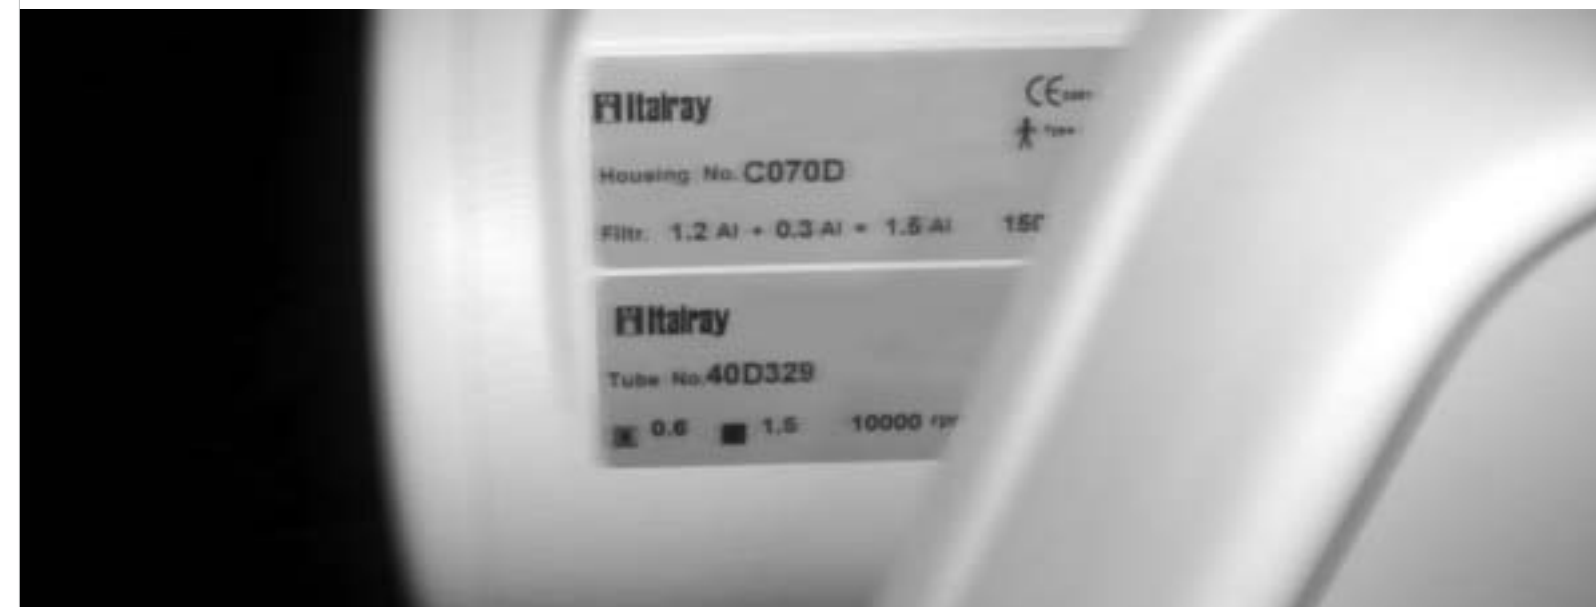 Italray
CE
Housing No. C070D
Filtr. 1.2 Al + 0.3 Al = 1.5 Al
Italray
Tube No. 40D329
0.6 1.5 10000